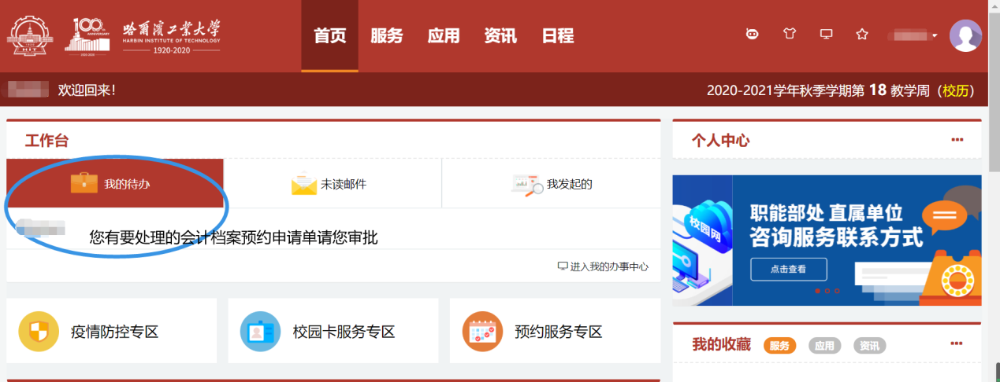 100
ANNIVERSARY
1920-2020
哈爾濱工業大學
HARBIN INSTITUTE OF TECHNOLOGY
1920-2020
HIT
首页 服务 应用 资讯 日程
欢迎回来!
2020-2021学年秋季学期第 18 教学周（校历）
工作台
我的待办 未读邮件 我发起的
您有要处理的会计档案预约申请单请您审批
进入我的办事中心
疫情防控专区 校园卡服务专区 预约服务专区
个人中心
校园网
职能部处 直属单位
咨询服务联系方式
点击查看
我的收藏 服务 应用 资讯